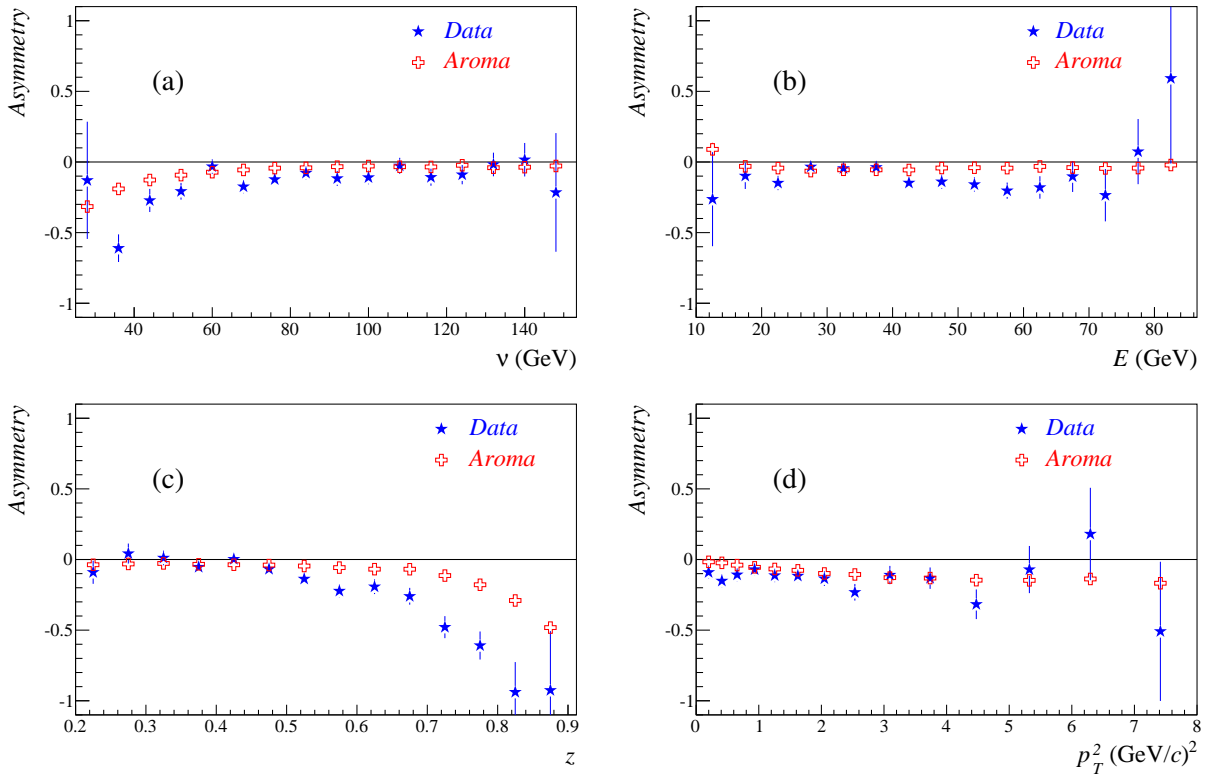 Asymmetry
1
0.5
0
-0.5
-1
(a)
Data
Aroma
40 60 80 100 120 140
ν (GeV)
Asymmetry
1
0.5
0
-0.5
-1
(b)
Data
Aroma
10 20 30 40 50 60 70 80
E (GeV)
Asymmetry
1
0.5
0
-0.5
-1
(c)
Data
Aroma
0.2 0.3 0.4 0.5 0.6 0.7 0.8 0.9
z
Asymmetry
1
0.5
0
-0.5
-1
(d)
Data
Aroma
0 1 2 3 4 5 6 7 8
p_T^2 (GeV/c)^2